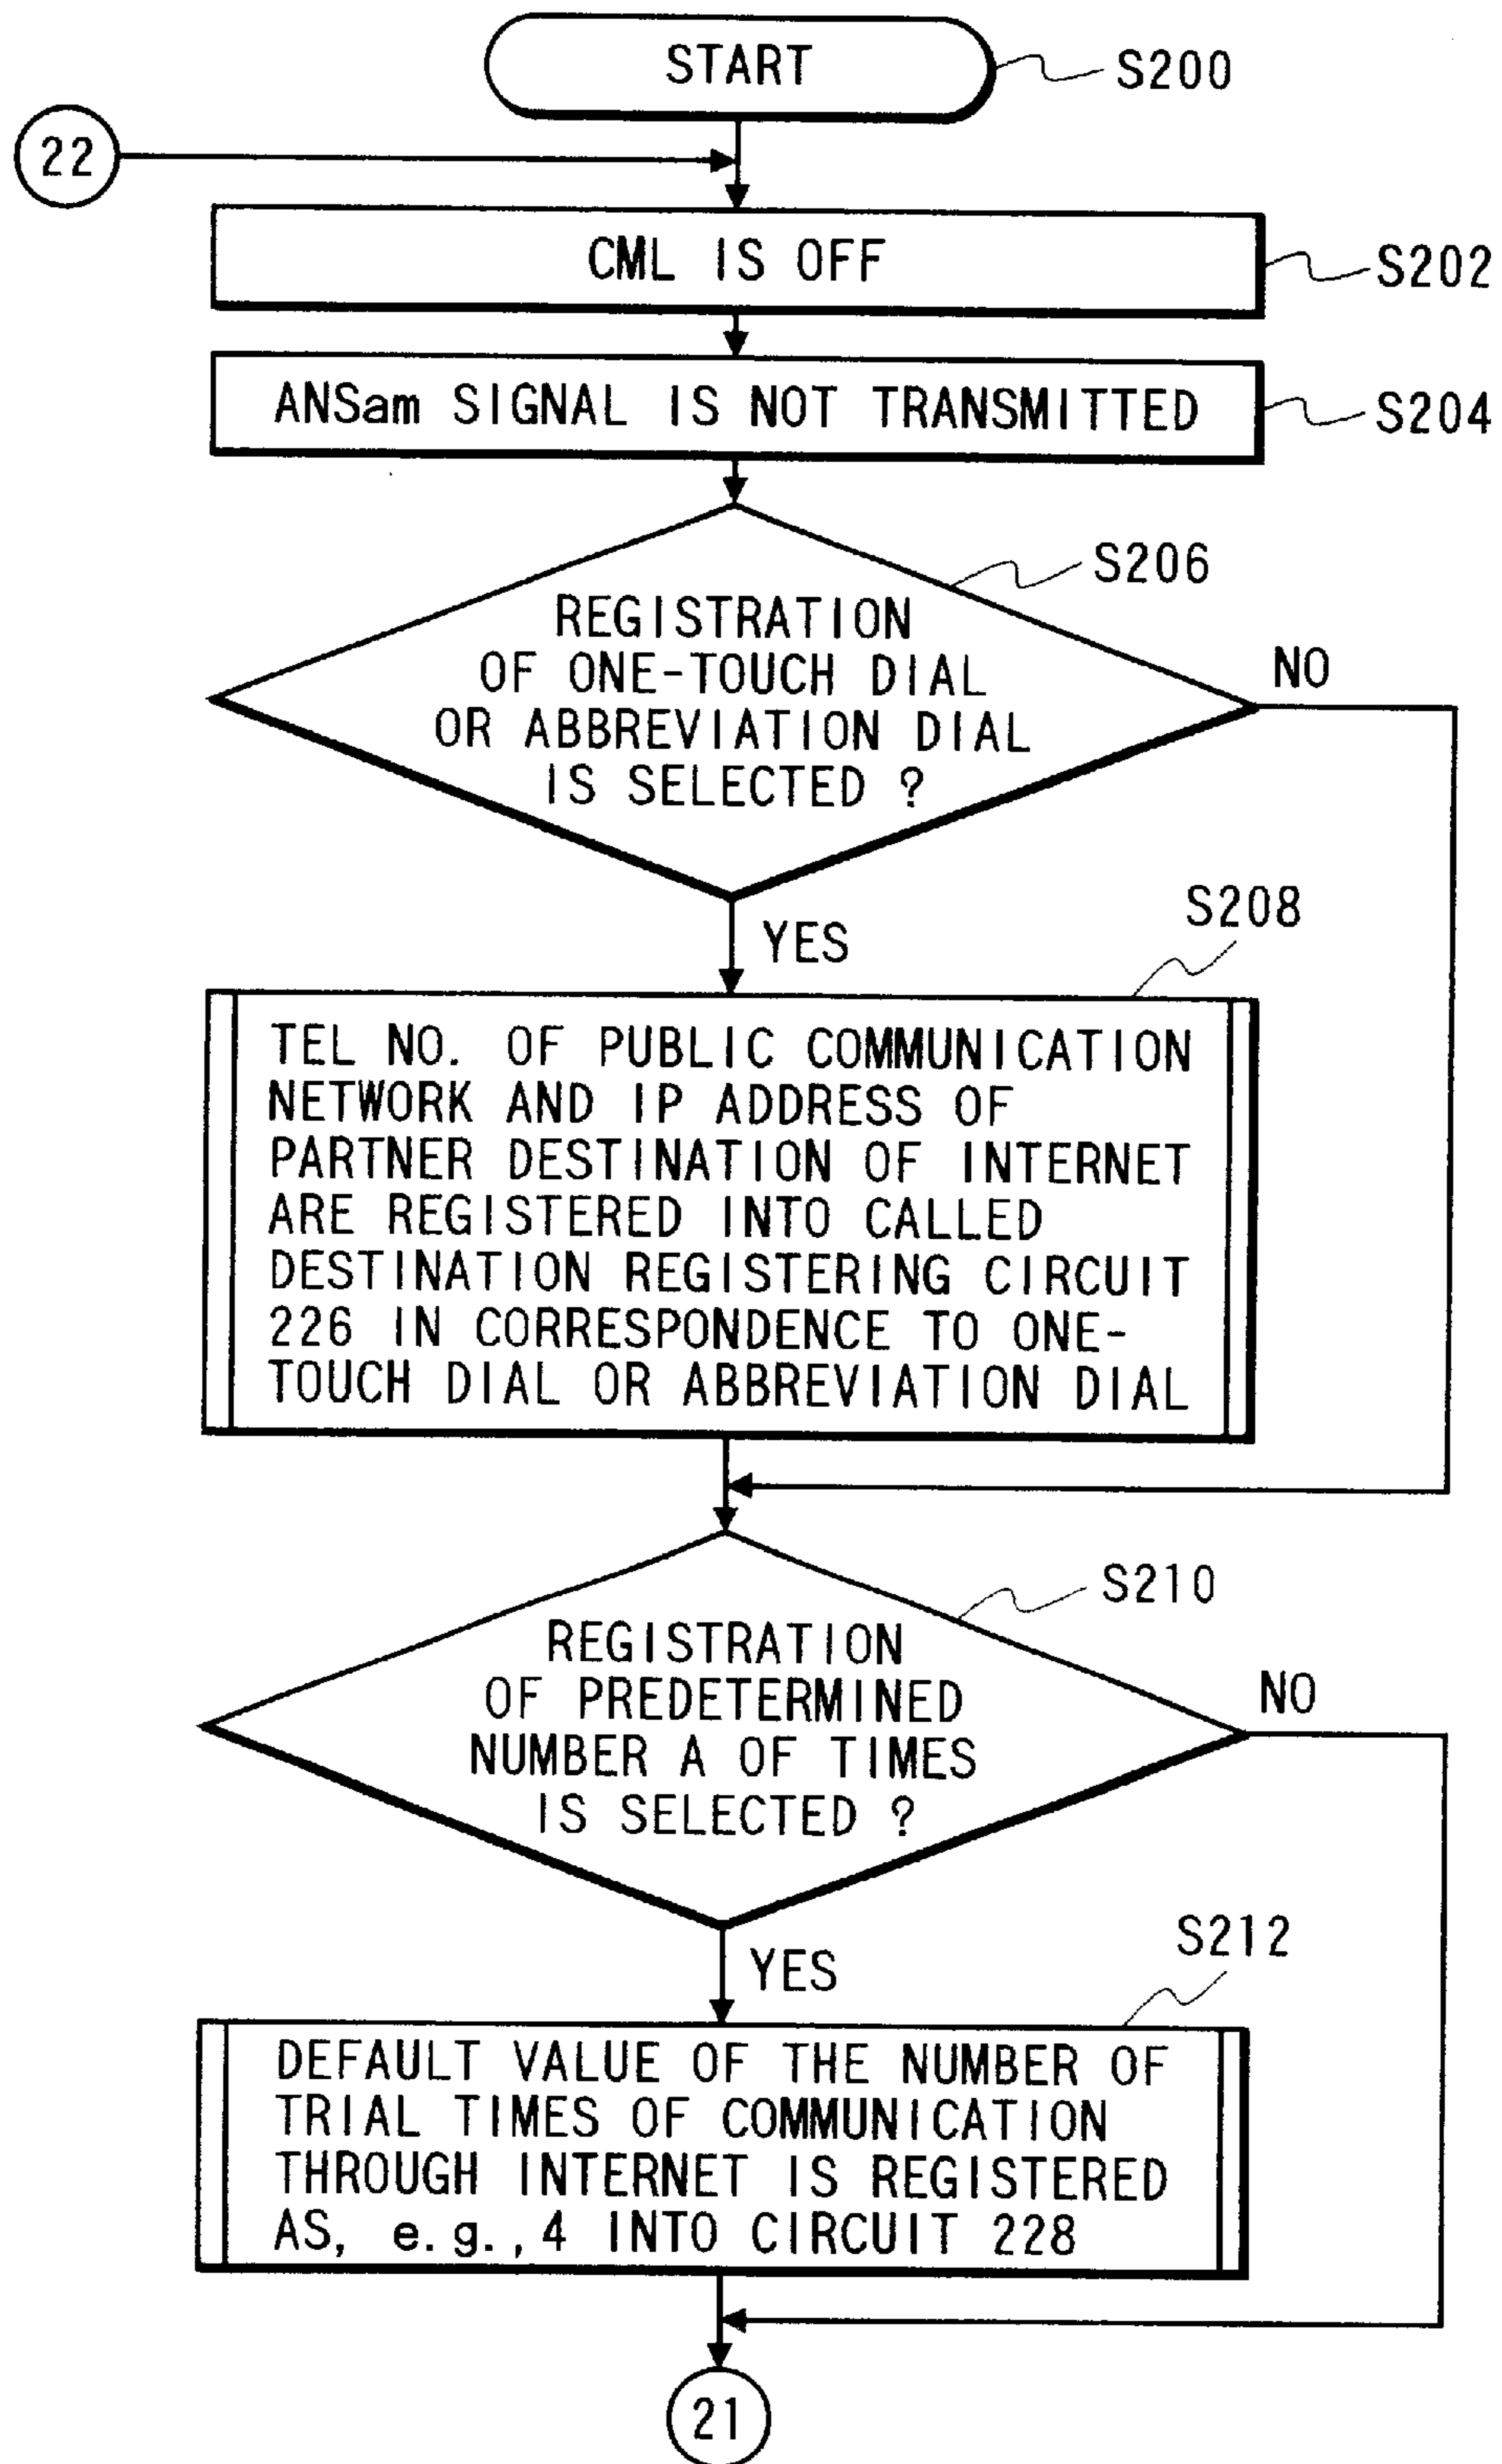 START
S200
22
CML IS OFF
S202
ANSam SIGNAL IS NOT TRANSMITTED
S204
S206
REGISTRATION
OF ONE-TOUCH DIAL
OR ABBREVIATION DIAL
IS SELECTED ?
NO
YES
S208
TEL NO. OF PUBLIC COMMUNICATION
NETWORK AND IP ADDRESS OF
PARTNER DESTINATION OF INTERNET
ARE REGISTERED INTO CALLED
DESTINATION REGISTERING CIRCUIT
226 IN CORRESPONDENCE TO ONE-
TOUCH DIAL OR ABBREVIATION DIAL
S210
REGISTRATION
OF PREDETERMINED
NUMBER A OF TIMES
IS SELECTED ?
NO
YES
S212
DEFAULT VALUE OF THE NUMBER OF
TRIAL TIMES OF COMMUNICATION
THROUGH INTERNET IS REGISTERED
AS, e.g.,4 INTO CIRCUIT 228
21